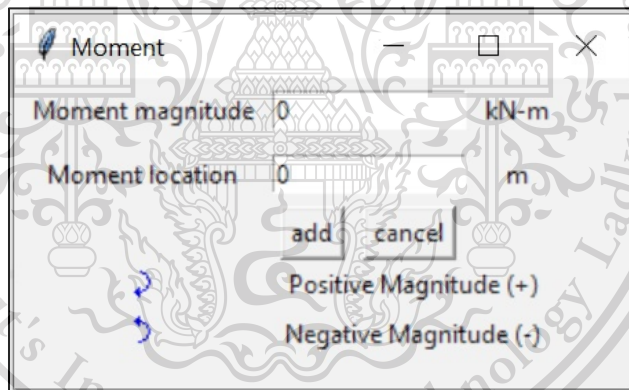 Moment
Moment magnitude 0 kN-m
Moment location 0 m
add cancel
Positive Magnitude (+)
Negative Magnitude (-)